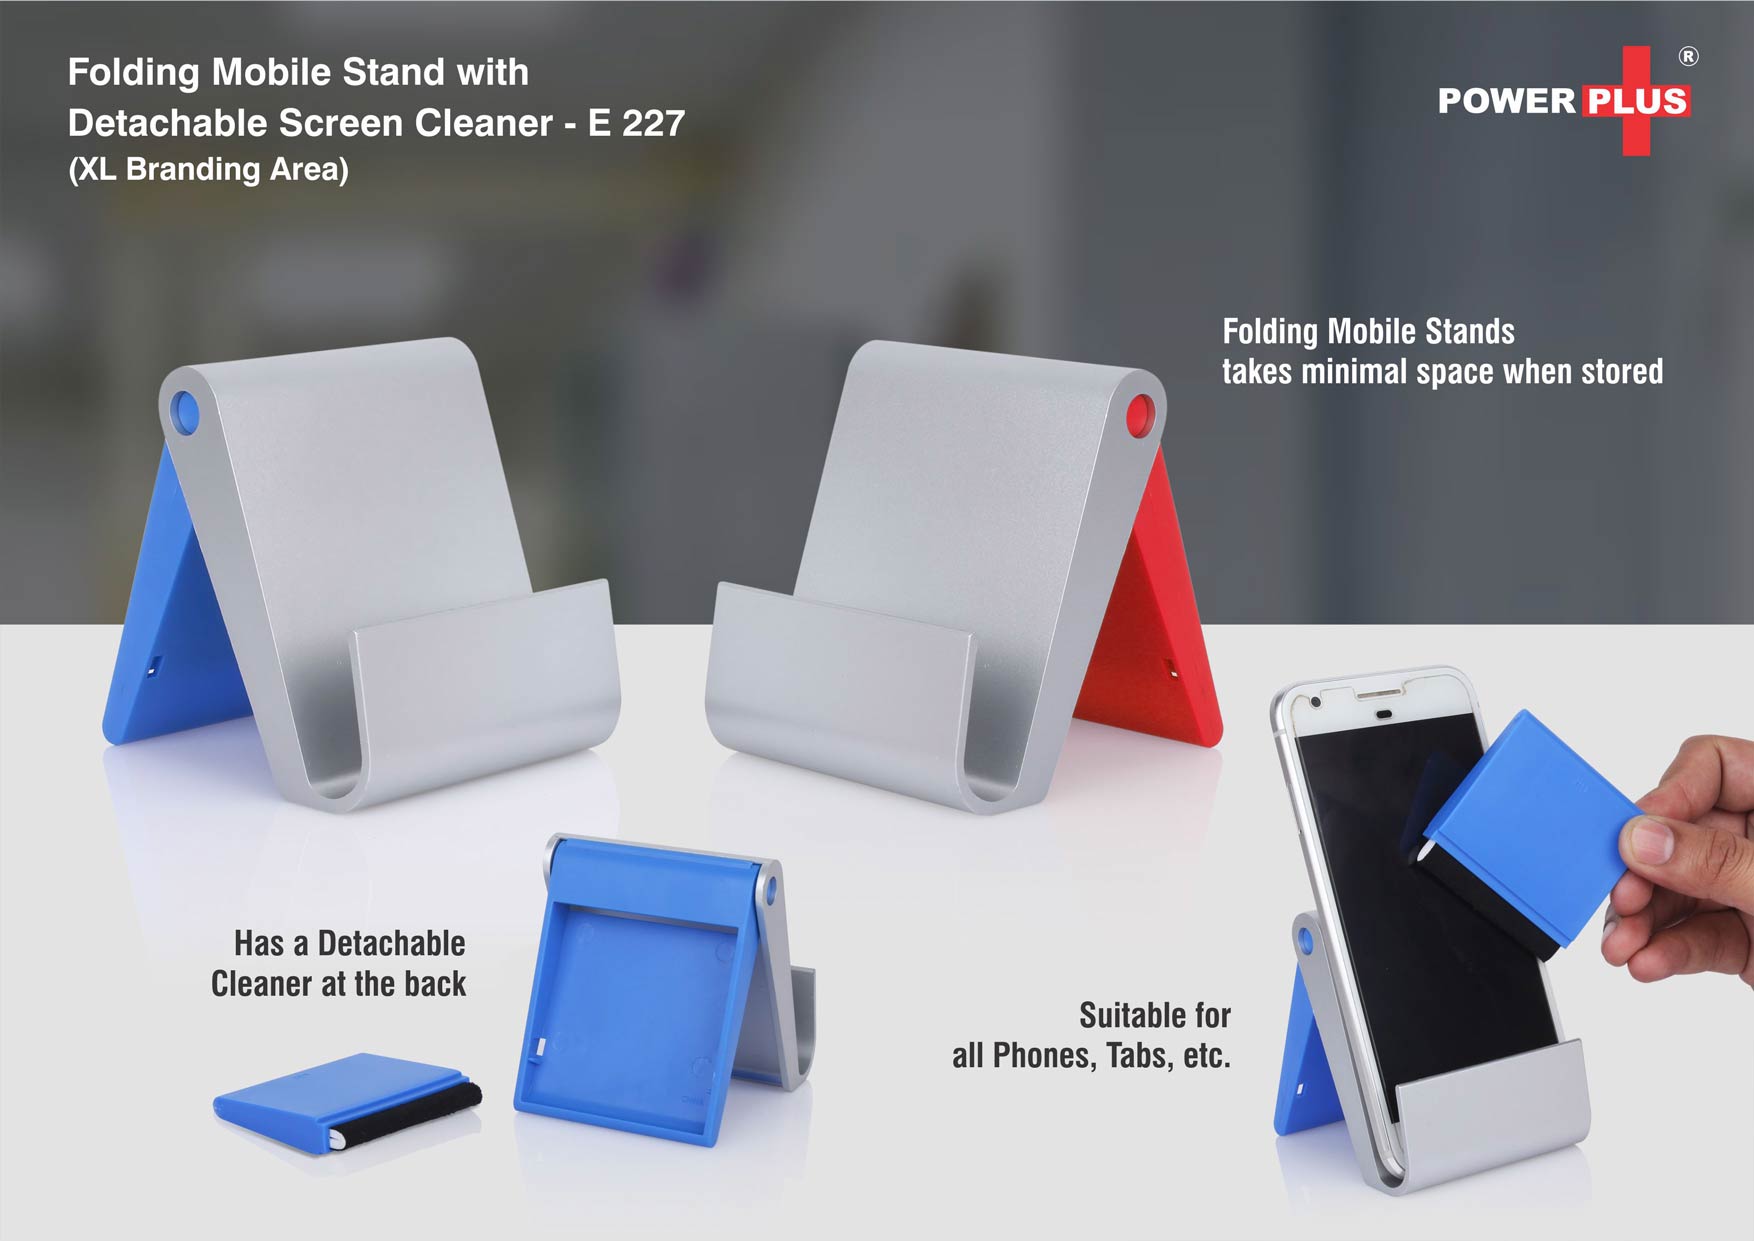 Folding Mobile Stand with
Detachable Screen Cleaner - E 227
(XL Branding Area)
POWER PLUS ®
Folding Mobile Stands
takes minimal space when stored
Has a Detachable
Cleaner at the back
Suitable for
all Phones, Tabs, etc.